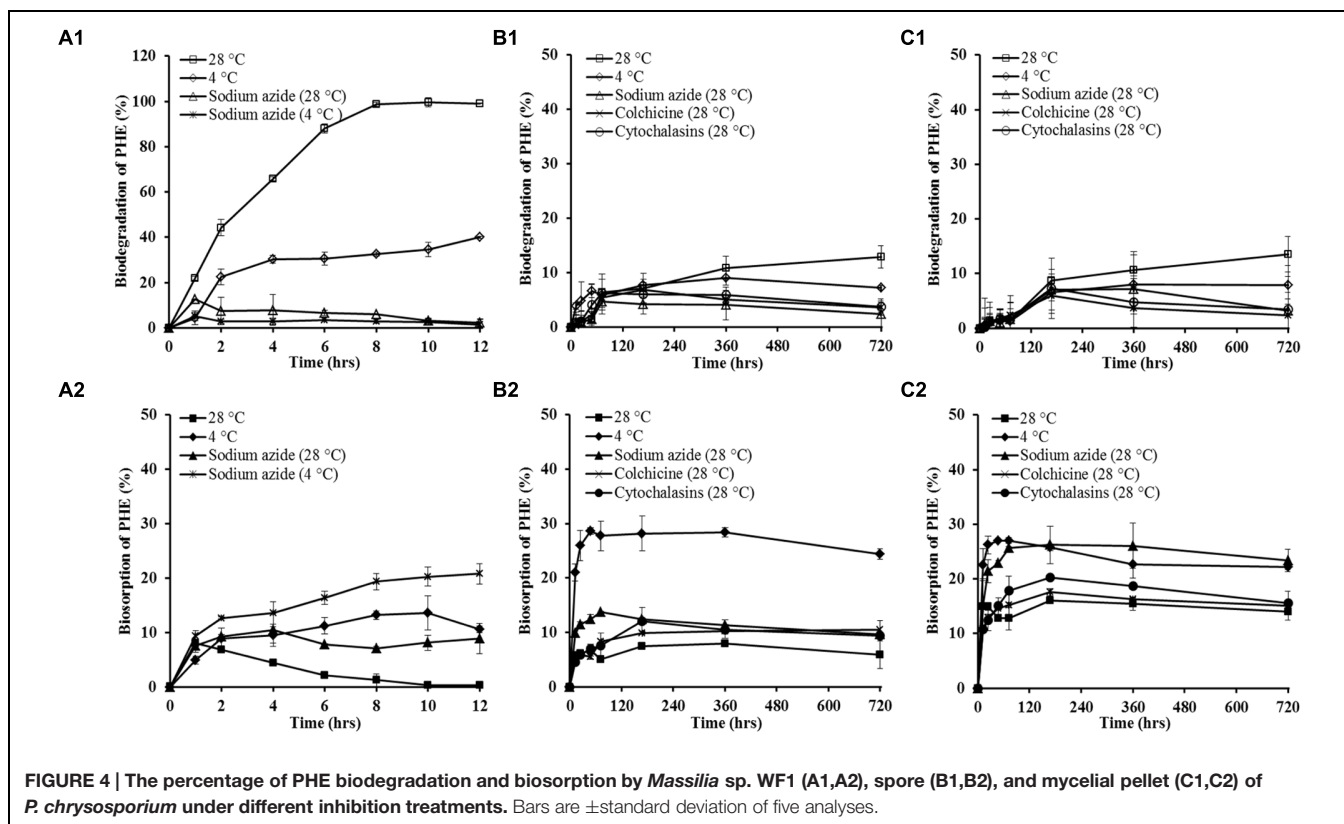 A1
120
100
80
60
40
20
0
Biodegradation of PHE (%)
28 °C
4 °C
Sodium azide (28 °C)
Sodium azide (4 °C)
0 2 4 6 8 10 12
Time (hrs)
B1
50
40
30
20
10
0
Biodegradation of PHE (%)
28 °C
4 °C
Sodium azide (28 °C)
Colchicine (28 °C)
Cytochalasins (28 °C)
0 120 240 360 480 600 720
Time (hrs)
C1
50
40
30
20
10
0
Biodegradation of PHE (%)
28 °C
4 °C
Sodium azide (28 °C)
Colchicine (28 °C)
Cytochalasins (28 °C)
0 120 240 360 480 600 720
Time (hrs)
A2
50
40
30
20
10
0
Biosorption of PHE (%)
28 °C
4 °C
Sodium azide (28 °C)
Sodium azide (4 °C)
0 2 4 6 8 10 12
Time (hrs)
B2
50
40
30
20
10
0
Biosorption of PHE (%)
28 °C
4 °C
Sodium azide (28 °C)
Colchicine (28 °C)
Cytochalasins (28 °C)
0 120 240 360 480 600 720
Time (hrs)
C2
50
40
30
20
10
0
Biosorption of PHE (%)
28 °C
4 °C
Sodium azide (28 °C)
Colchicine (28 °C)
Cytochalasins (28 °C)
0 120 240 360 480 600 720
Time (hrs)
FIGURE 4 | The percentage of PHE biodegradation and biosorption by Massilia sp. WF1 (A1,A2), spore (B1,B2), and mycelial pellet (C1,C2) of
P. chrysosporium under different inhibition treatments. Bars are ±standard deviation of five analyses.